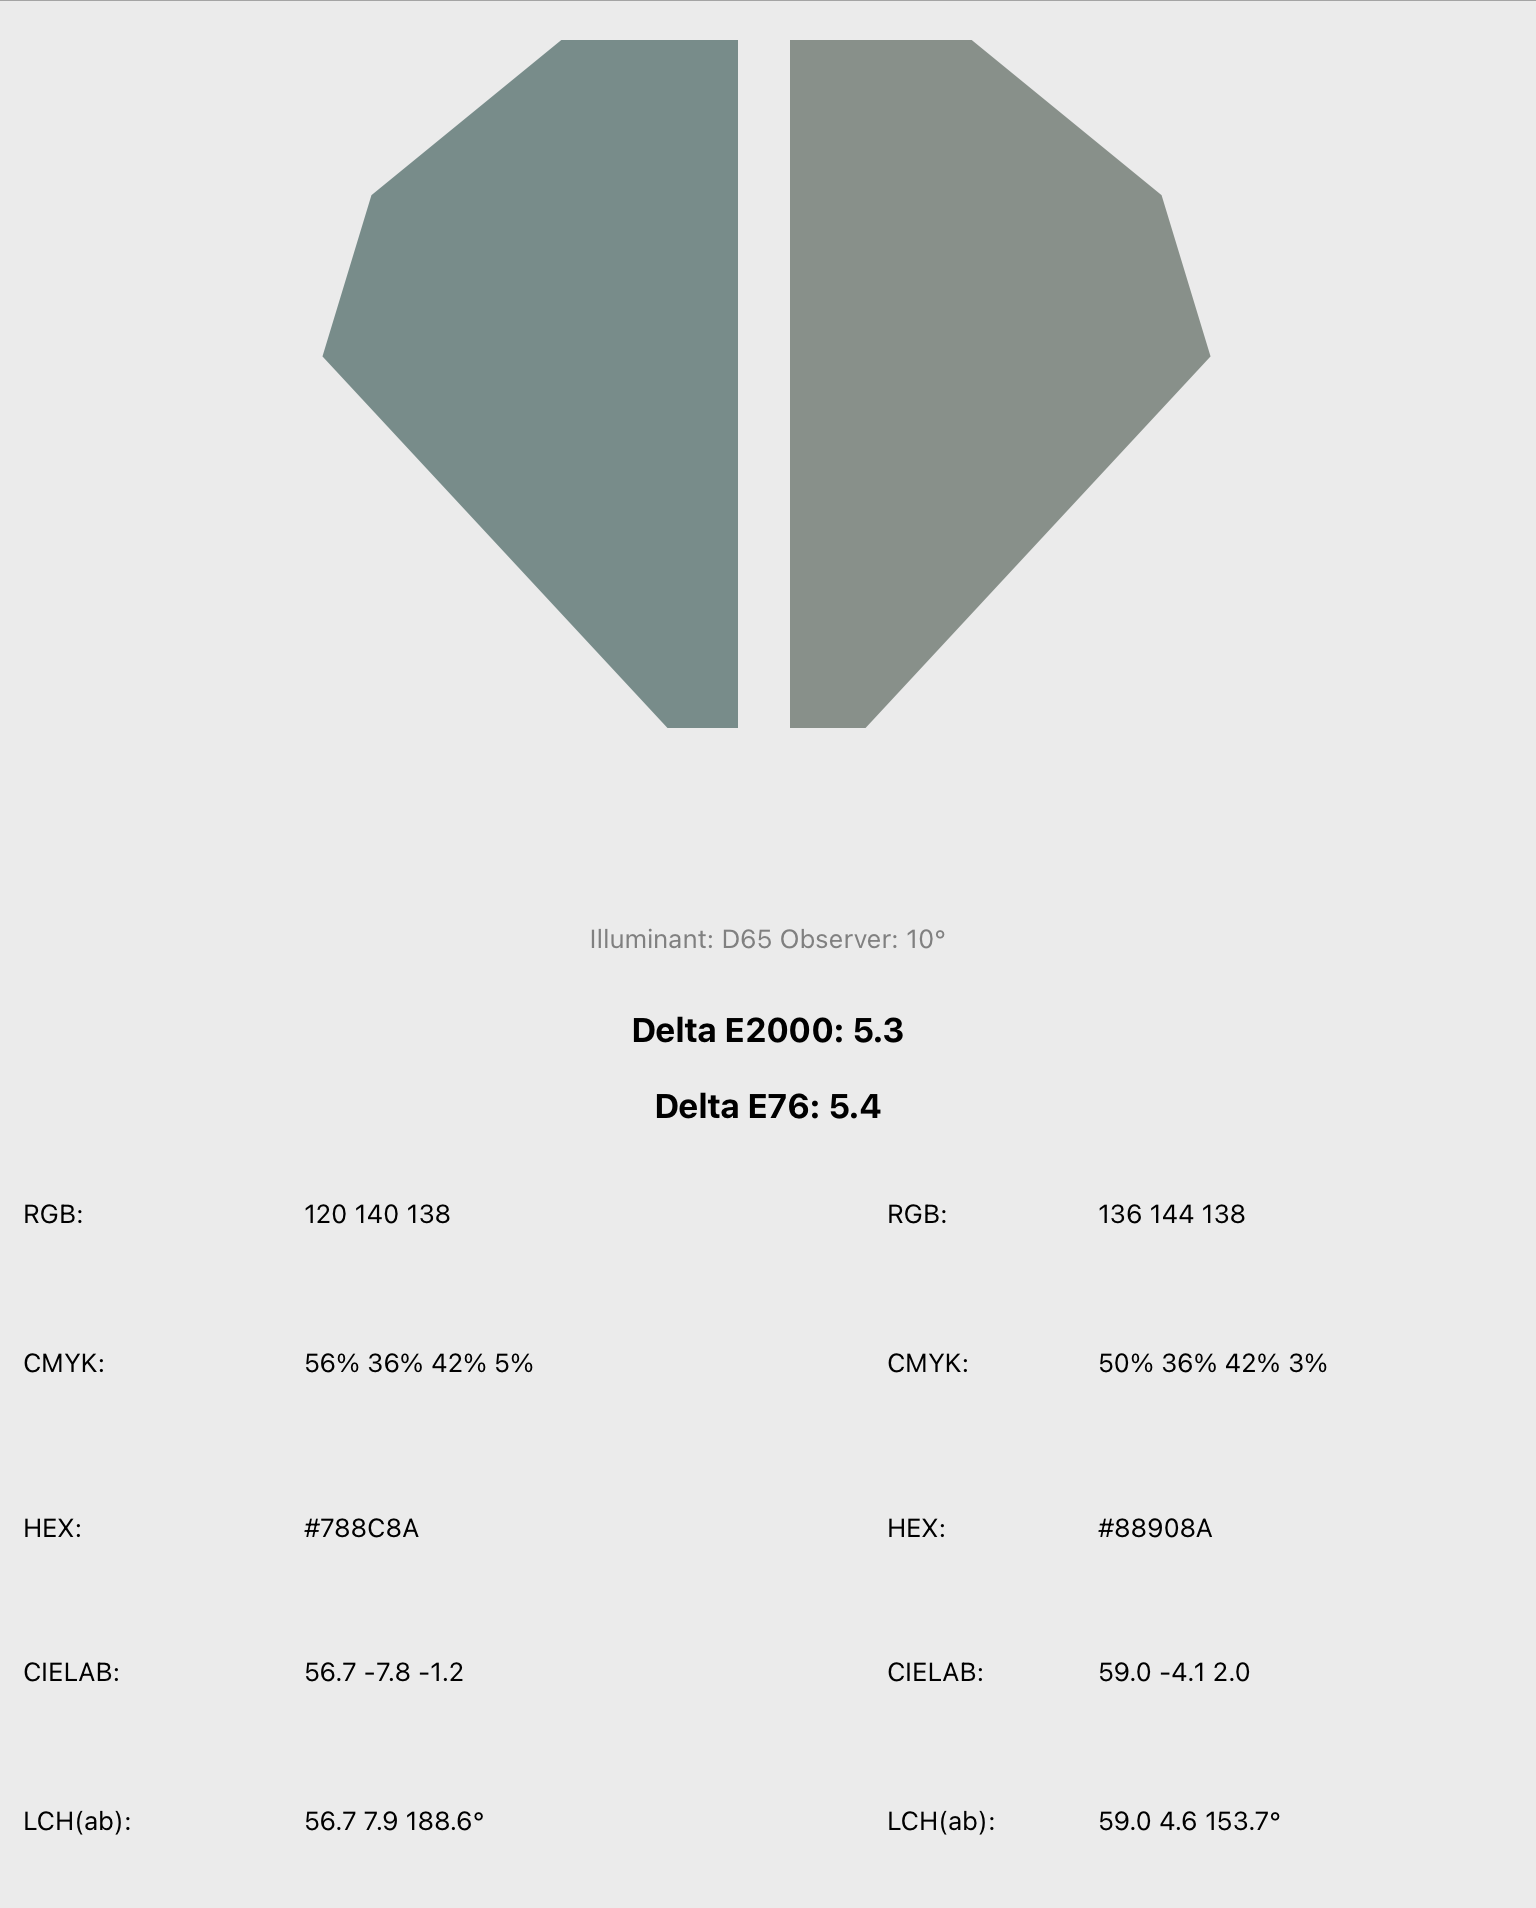 Illuminant: D65 Observer: 10°
Delta E2000: 5.3
Delta E76: 5.4
RGB: 120 140 138 RGB: 136 144 138
CMYK: 56% 36% 42% 5% CMYK: 50% 36% 42% 3%
HEX: #788C8A HEX: #88908A
CIELAB: 56.7 -7.8 -1.2 CIELAB: 59.0 -4.1 2.0
LCH(ab): 56.7 7.9 188.6° LCH(ab): 59.0 4.6 153.7°